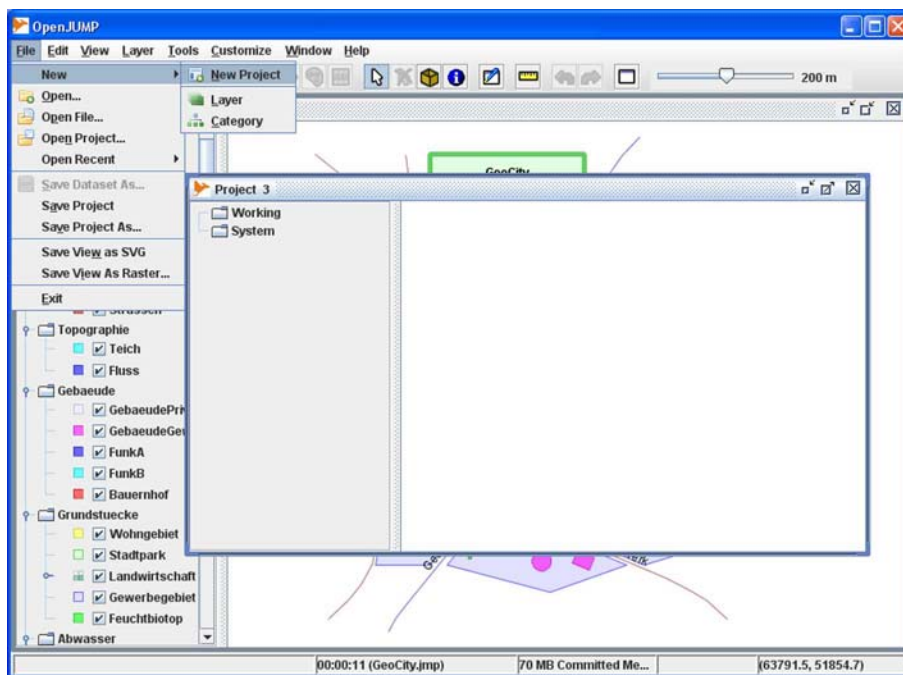 OpenJUMP
File Edit View Layer Tools Customize Window Help
200 m
New
Open...
Open File...
Open Project...
Open Recent
Save Dataset As...
Save Project
Save Project As...
Save View as SVG
Save View As Raster...
Exit
New Project
Layer
Category
GeoCity
Project 3
Working
System
Strassen
Topographie
Teich
Fluss
Gebaeude
GebaeudePri
GebaeudeGe
FunkA
FunkB
Bauernhof
Grundstuecke
Wohngebiet
Stadtpark
Landwirtschaft
Gewerbegebiet
Feuchtbiotop
Abwasser
00:00:11 (GeoCity.jmp) 70 MB Committed Me... (63791.5, 51854.7)